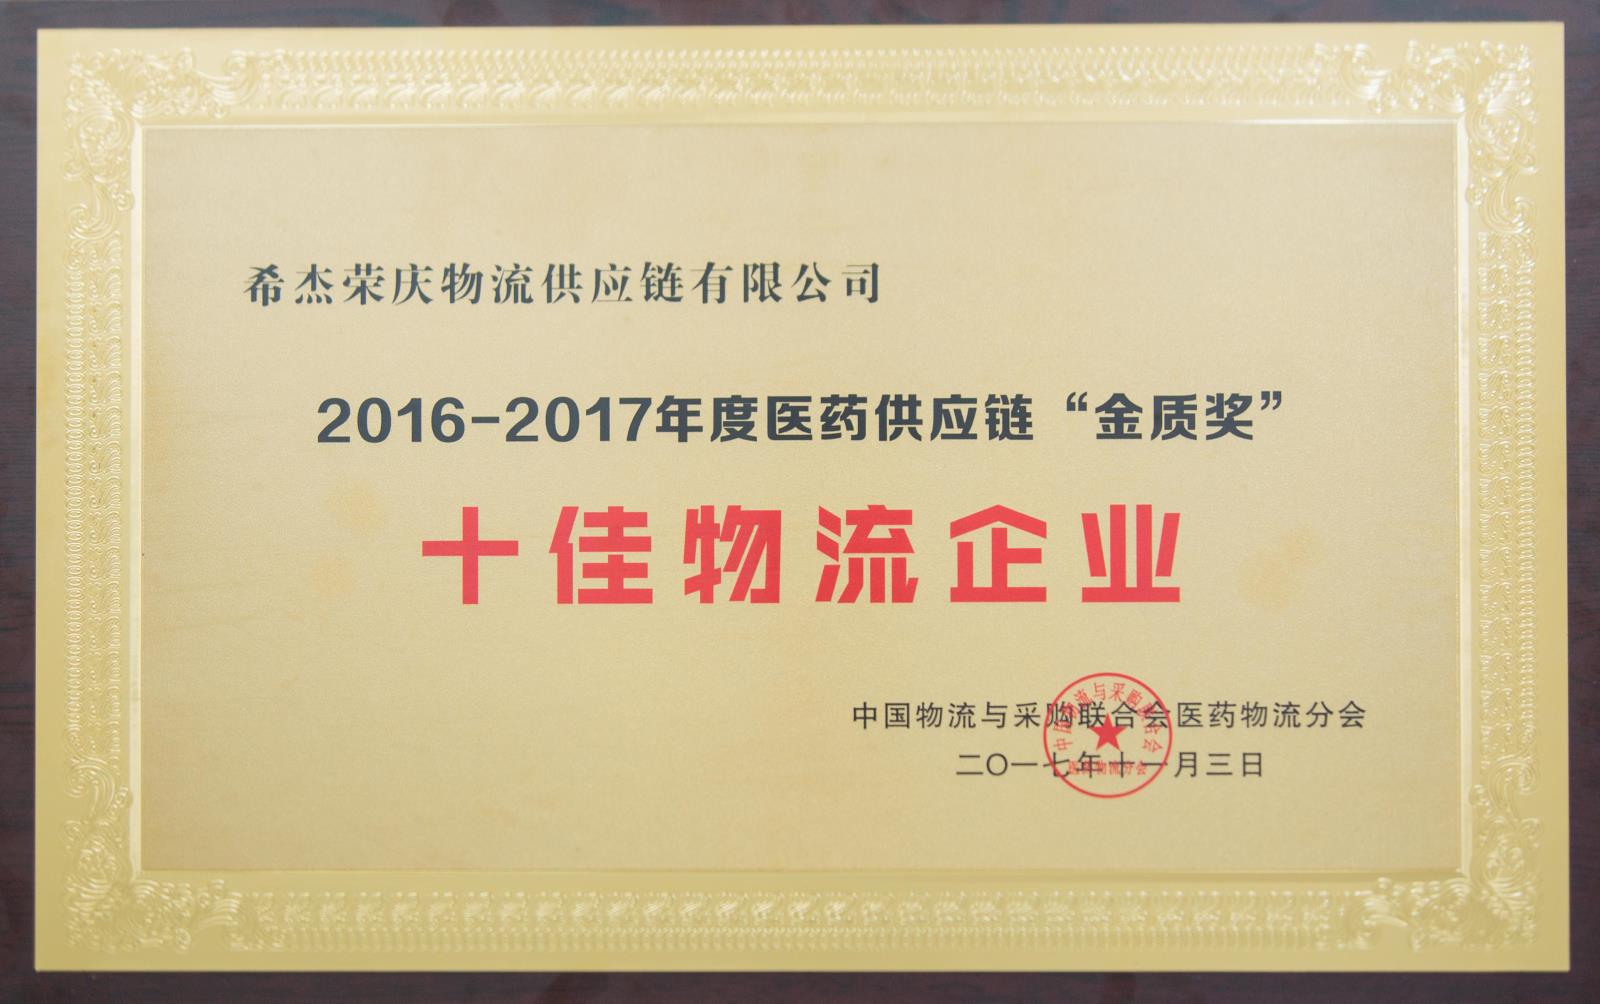 希杰荣庆物流供应链有限公司
2016-2017年度医药供应链“金质奖”
十佳物流企业
中国物流与采购联合会医药物流分会
二〇一七年十一月三日
中国物流与采购联合会
医药物流分会